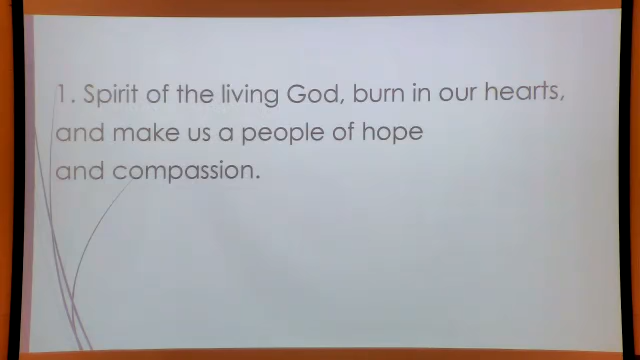 1. Spirit of the living God, burn in our hearts,
and make us a people of hope
and compassion.